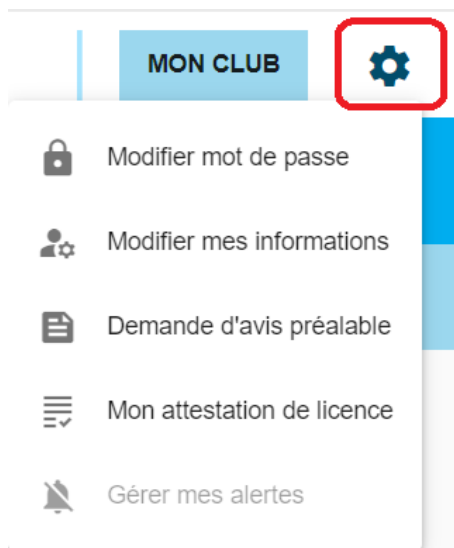 MON CLUB
Modifier mot de passe
Modifier mes informations
Demande d'avis préalable
Mon attestation de licence
Gérer mes alertes